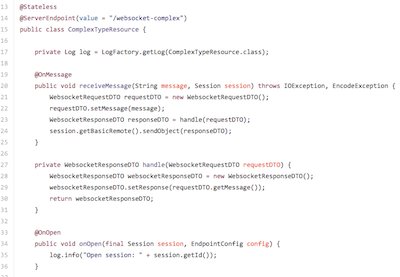 13 @Stateless
14 @ServerEndpoint(value = "/websocket-complex")
15 public class ComplexTypeResource {
16
17 private Log log = LogFactory.getLog(ComplexTypeResource.class);
18
19 @OnMessage
20 public void receiveMessage(String message, Session session) throws IOException, EncodeException {
21 WebsocketRequestDTO requestDTO = new WebsocketRequestDTO();
22 requestDTO.setMessage(message);
23 WebsocketResponseDTO responseDTO = handle(requestDTO);
24 session.getBasicRemote().sendObject(responseDTO);
25 }
26
27 private WebsocketResponseDTO handle(WebsocketRequestDTO requestDTO) {
28 WebsocketResponseDTO websocketResponseDTO = new WebsocketResponseDTO();
29 websocketResponseDTO.setResponse(requestDTO.getMessage());
30 return websocketResponseDTO;
31 }
32
33 @OnOpen
34 public void onOpen(final Session session, EndpointConfig config) {
35 log.info("Open session: " + session.getId());
36 }